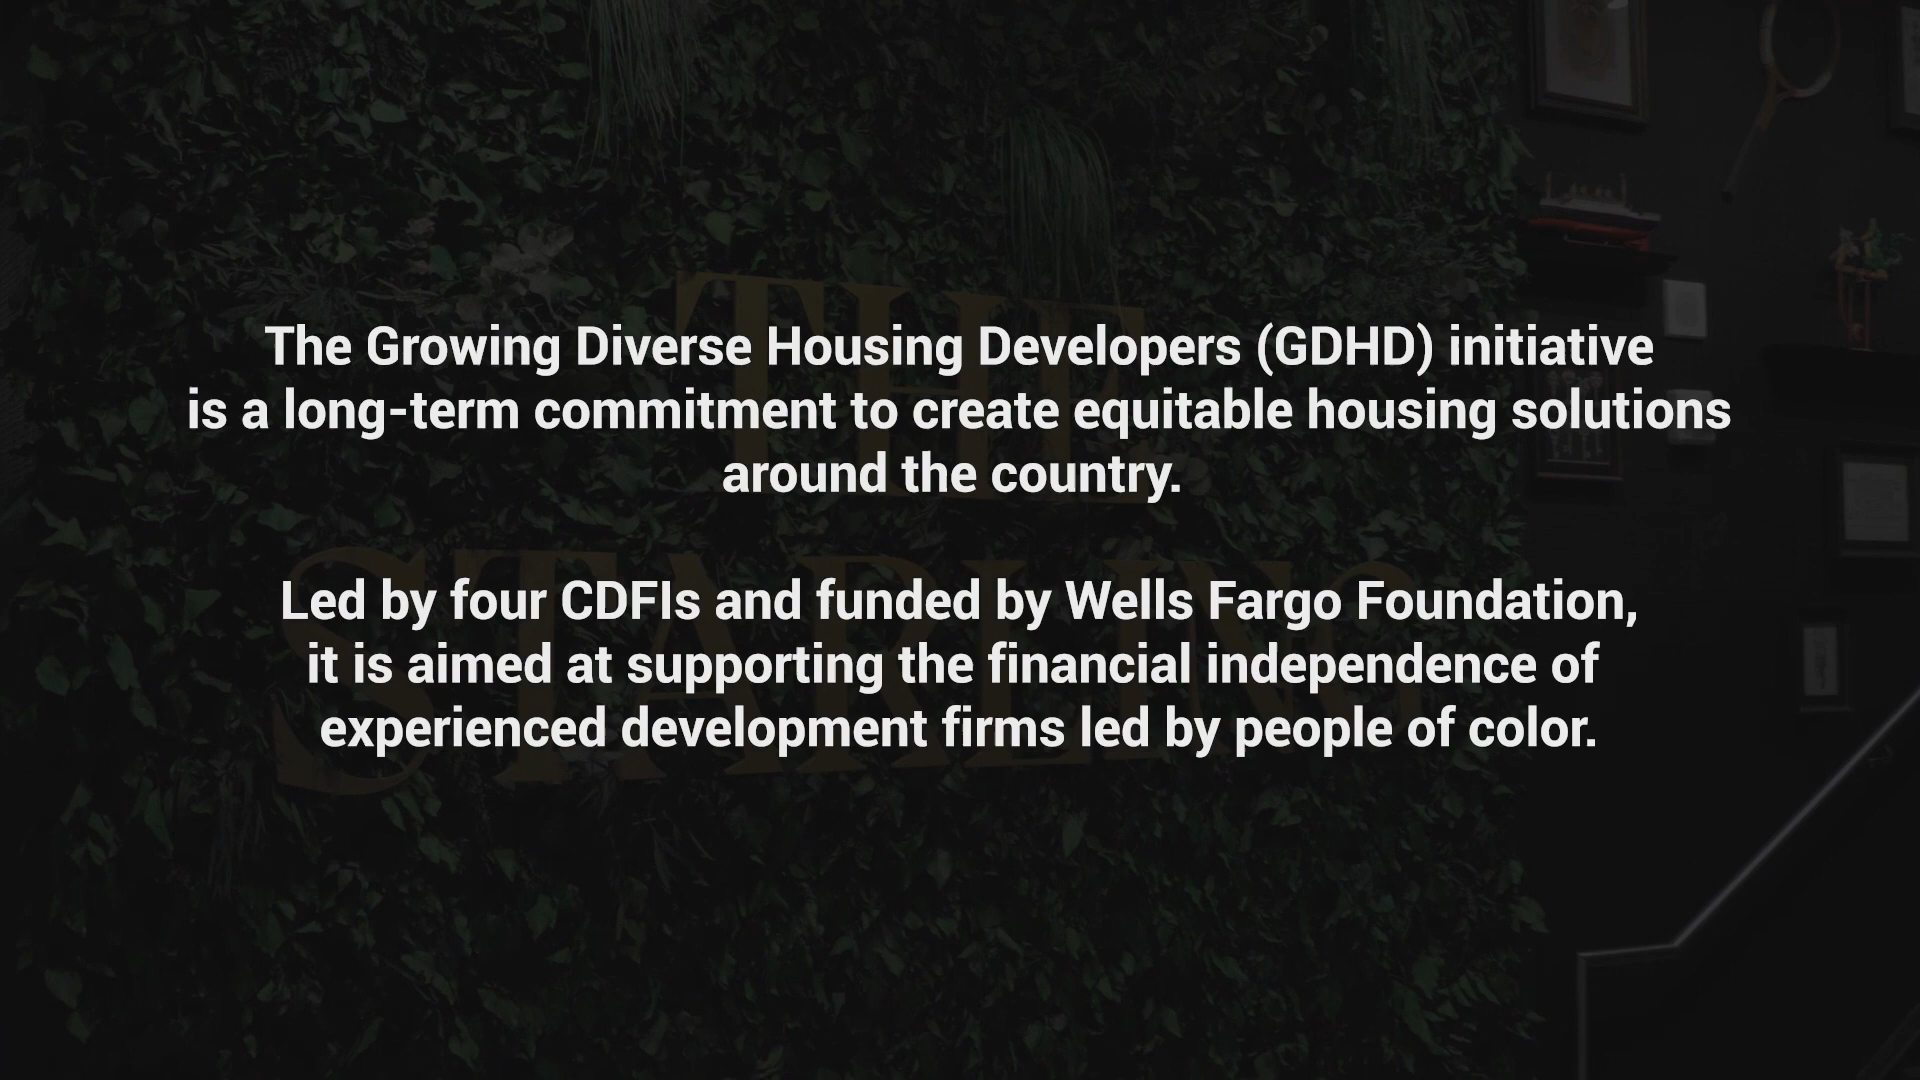 The Growing Diverse Housing Developers (GDHD) initiative
is a long-term commitment to create equitable housing solutions
around the country.
Led by four CDFIs and funded by Wells Fargo Foundation,
it is aimed at supporting the financial independence of
experienced development firms led by people of color.
THE
STARLING